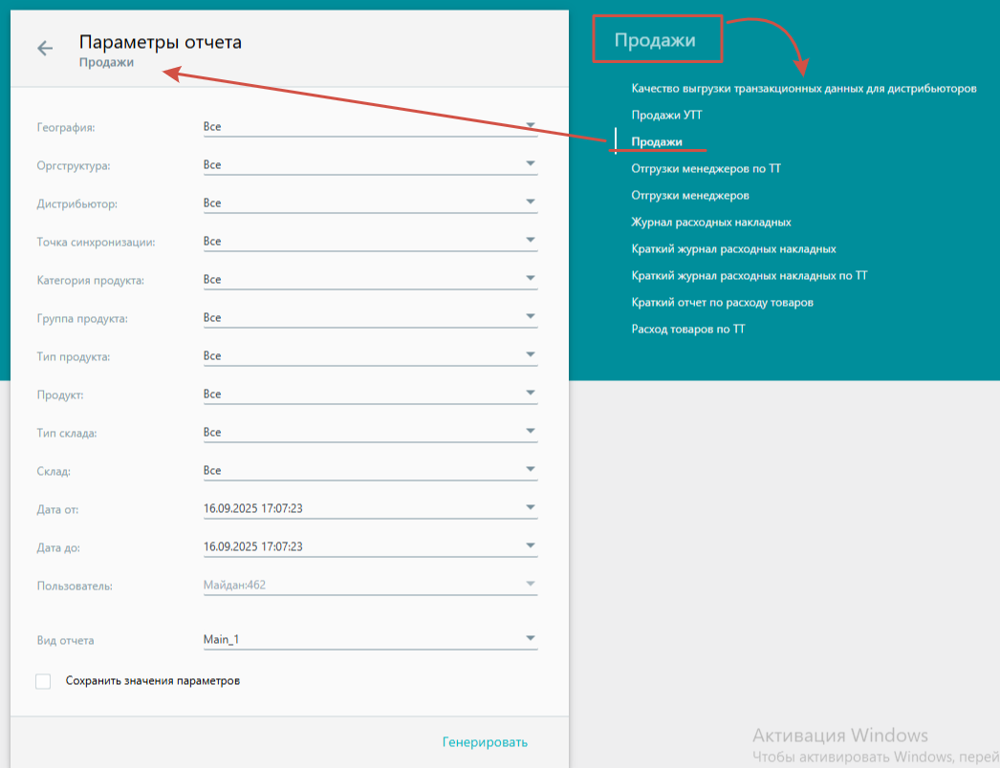 Параметры отчета
Продажи
География: Все
Оргструктура: Все
Дистрибьютор: Все
Точка синхронизации: Все
Категория продукта: Все
Группа продукта: Все
Тип продукта: Все
Продукт: Все
Тип склада: Все
Склад: Все
Дата от: 16.09.2025 17:07:23
Дата до: 16.09.2025 17:07:23
Пользователь: Майдан:462
Вид отчета Main_1
Сохранить значения параметров
Генерировать
Продажи
Качество выгрузки транзакционных данных для дистрибьюторов
Продажи УТТ
Продажи
Отгрузки менеджеров по ТТ
Отгрузки менеджеров
Журнал расходных накладных
Краткий журнал расходных накладных
Краткий журнал расходных накладных по ТТ
Краткий отчет по расходу товаров
Расход товаров по ТТ
Активация Windows
Чтобы активировать Windows, перей